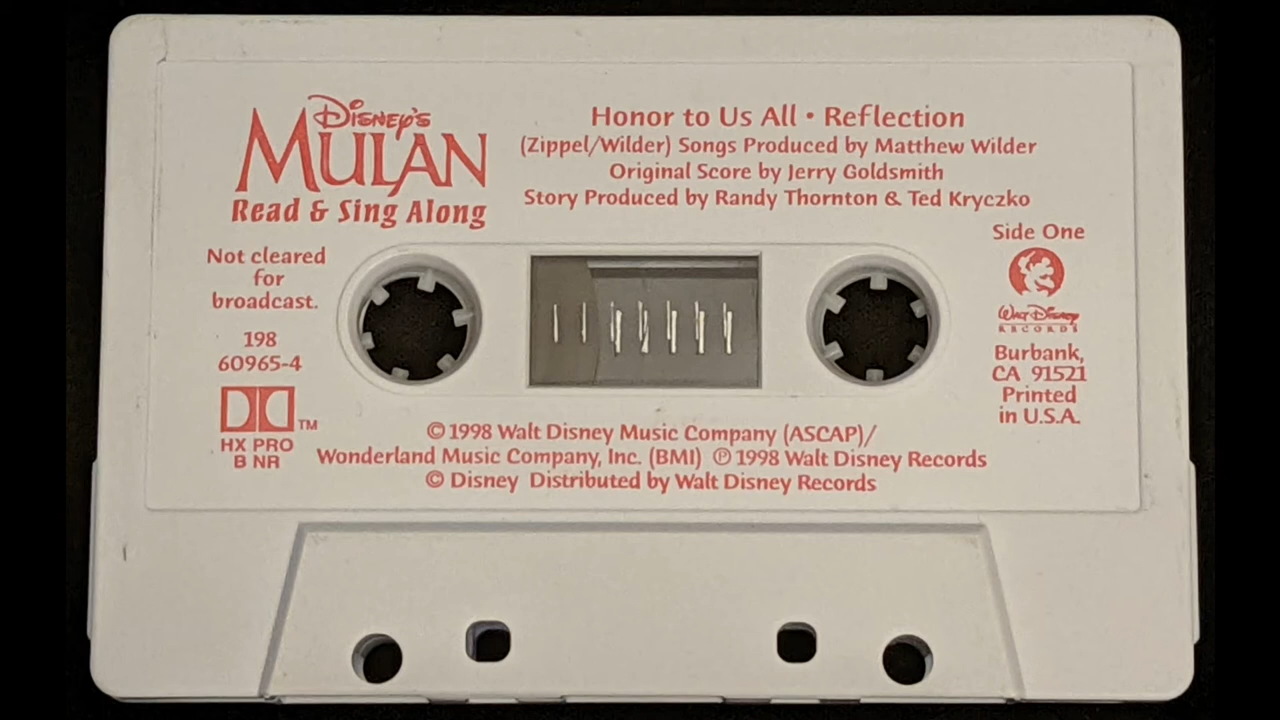 Disney's
MULAN
Read & Sing Along
Honor to Us All • Reflection
(Zippel/Wilder) Songs Produced by Matthew Wilder
Original Score by Jerry Goldsmith
Story Produced by Randy Thornton & Ted Kryczko
Not cleared
for
broadcast.
198
60965-4
TM
HX PRO
B NR
Side One
Walt Disney
RECORDS
Burbank,
CA 91521
Printed
in U.S.A.
© 1998 Walt Disney Music Company (ASCAP)/
Wonderland Music Company, Inc. (BMI) ℗ 1998 Walt Disney Records
© Disney Distributed by Walt Disney Records